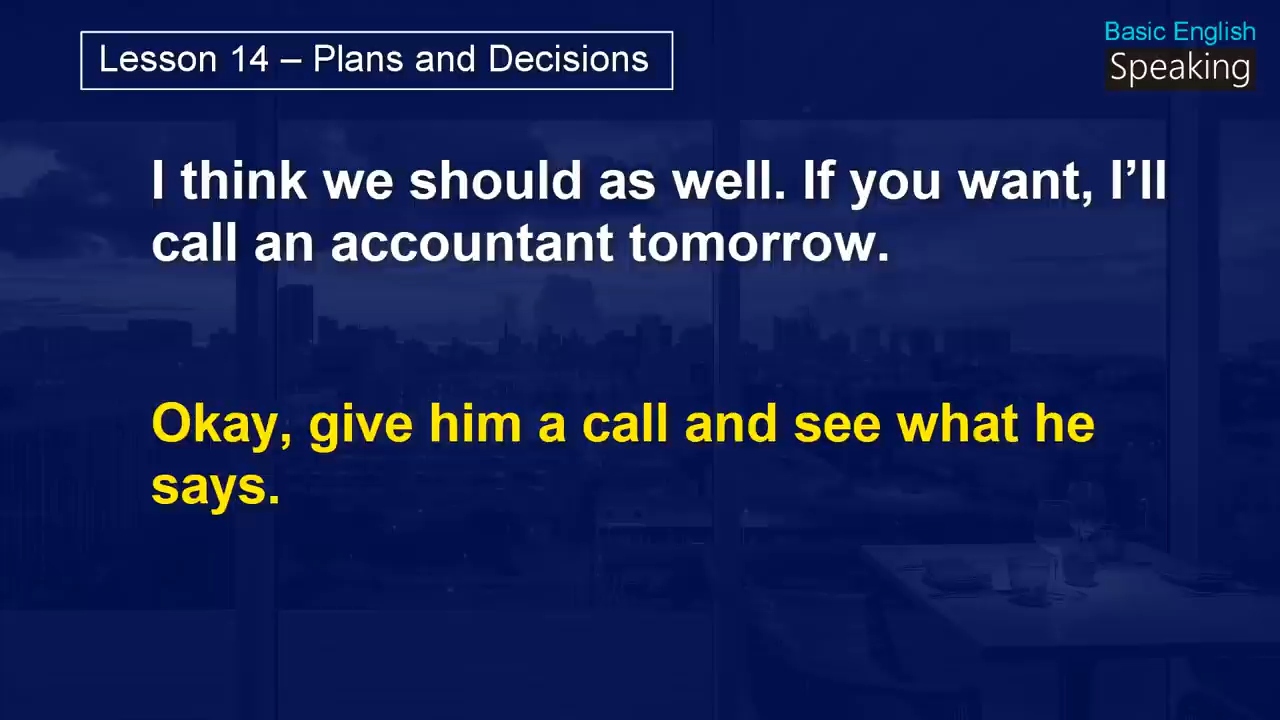 Lesson 14 – Plans and Decisions
Basic English
Speaking
I think we should as well. If you want, I’ll
call an accountant tomorrow.
Okay, give him a call and see what he
says.